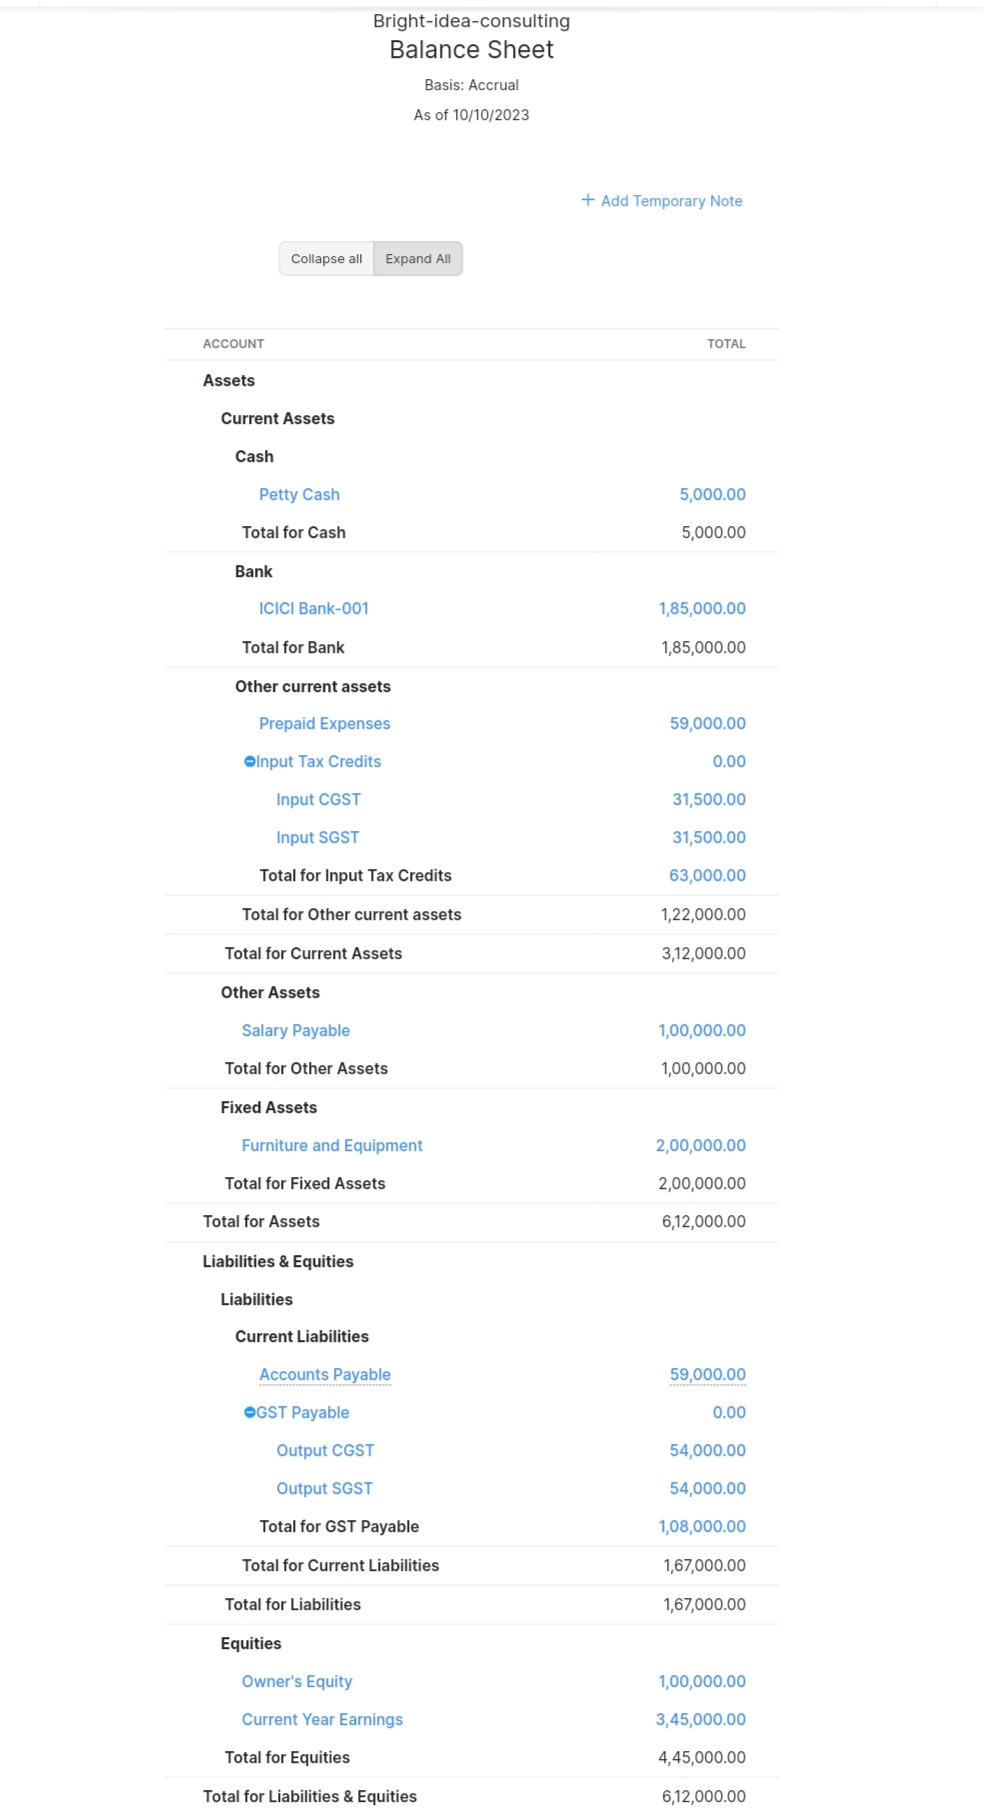 Bright-idea-consulting
Balance Sheet
Basis: Accrual
As of 10/10/2023
+ Add Temporary Note
Collapse all Expand All
ACCOUNT TOTAL
Assets
Current Assets
Cash
Petty Cash 5,000.00
Total for Cash 5,000.00
Bank
ICICI Bank-001 1,85,000.00
Total for Bank 1,85,000.00
Other current assets
Prepaid Expenses 59,000.00
Input Tax Credits 0.00
Input CGST 31,500.00
Input SGST 31,500.00
Total for Input Tax Credits 63,000.00
Total for Other current assets 1,22,000.00
Total for Current Assets 3,12,000.00
Other Assets
Salary Payable 1,00,000.00
Total for Other Assets 1,00,000.00
Fixed Assets
Furniture and Equipment 2,00,000.00
Total for Fixed Assets 2,00,000.00
Total for Assets 6,12,000.00
Liabilities & Equities
Liabilities
Current Liabilities
Accounts Payable 59,000.00
GST Payable 0.00
Output CGST 54,000.00
Output SGST 54,000.00
Total for GST Payable 1,08,000.00
Total for Current Liabilities 1,67,000.00
Total for Liabilities 1,67,000.00
Equities
Owner's Equity 1,00,000.00
Current Year Earnings 3,45,000.00
Total for Equities 4,45,000.00
Total for Liabilities & Equities 6,12,000.00